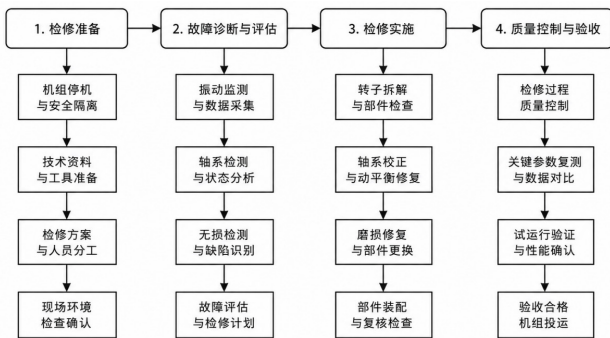 1. 检修准备
2. 故障诊断与评估
3. 检修实施
4. 质量控制与验收
机组停机
与安全隔离
振动监测
与数据采集
转子拆解
与部件检查
检修过程
质量控制
技术资料
与工具准备
轴系检测
与状态分析
轴系校正
与动平衡修复
关键参数复测
与数据对比
检修方案
与人员分工
无损检测
与缺陷识别
磨损修复
与部件更换
试运行验证
与性能确认
现场环境
检查确认
故障评估
与检修计划
部件装配
与复核检查
验收合格
机组投运